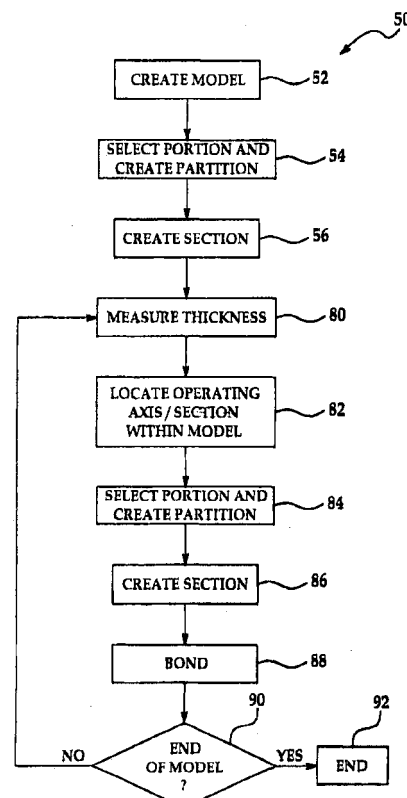 50
CREATE MODEL
52
SELECT PORTION AND
CREATE PARTITION
54
CREATE SECTION
56
MEASURE THICKNESS
80
LOCATE OPERATING
AXIS / SECTION
WITHIN MODEL
82
SELECT PORTION AND
CREATE PARTITION
84
CREATE SECTION
86
BOND
88
90
92
NO
END
OF MODEL
?
YES
END